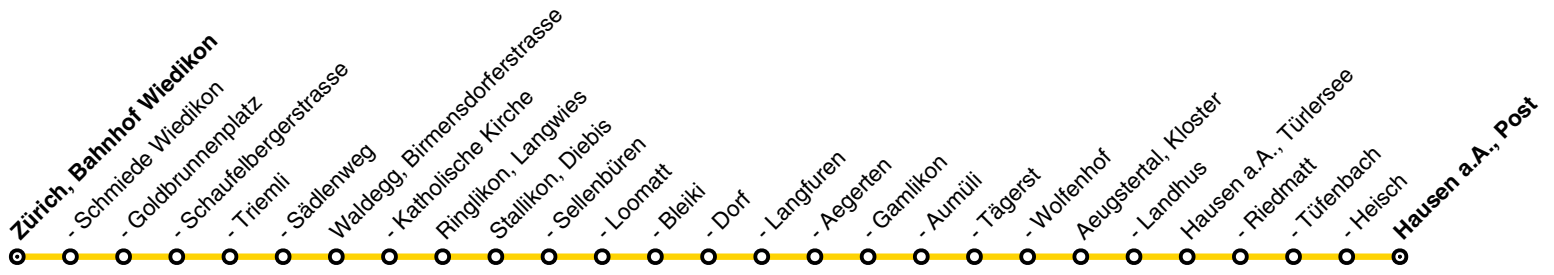 Zürich, Bahnhof Wiedikon
- Schmiede Wiedikon
- Goldbrunnenplatz
- Schaufelbergerstrasse
- Triemli
- Sädlenweg
Waldegg, Birmensdorferstrasse
- Katholische Kirche
Ringlikon, Langwies
Stallikon, Diebis
- Sellenbüren
- Loomatt
- Bleiki
- Dorf
- Langfuren
- Aegerten
- Gamlikon
- Aumüli
- Tägerst
- Wolfenhof
Aeugstertal, Kloster
- Landhus
Hausen a.A., Türlersee
- Riedmatt
- Tüfenbach
- Heisch
Hausen a.A., Post